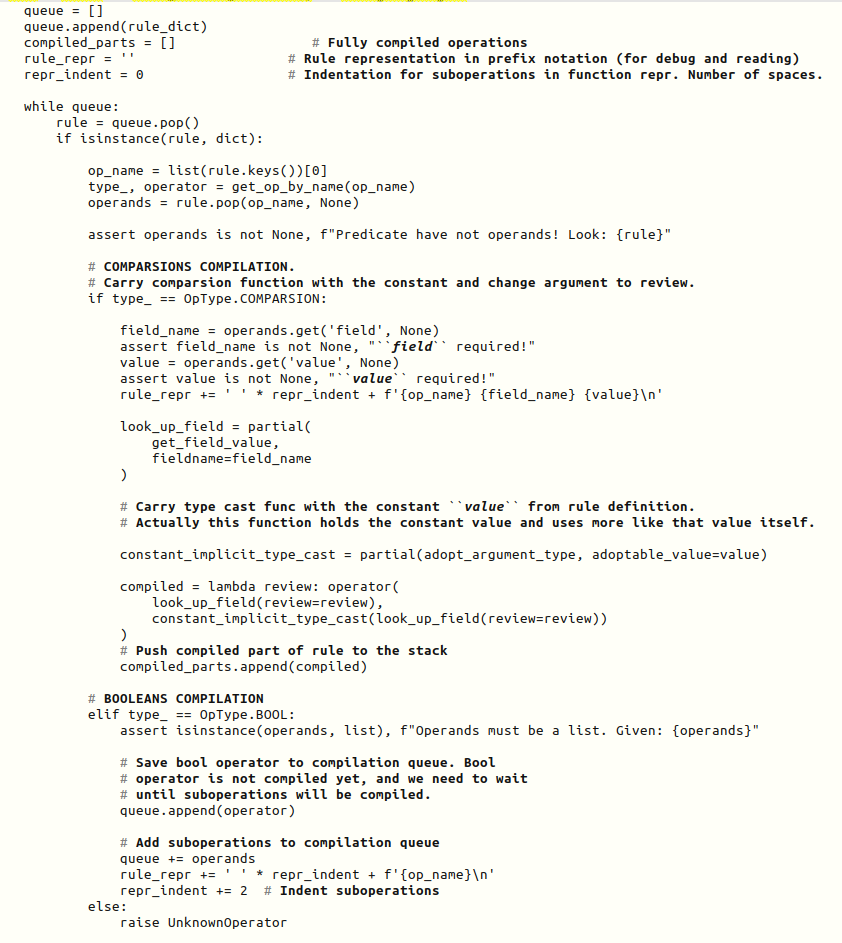 queue = []
queue.append(rule_dict)
compiled_parts = []                 # Fully compiled operations
rule_repr = ''                   # Rule representation in prefix notation (for debug and reading)
repr_indent = 0                  # Indentation for suboperations in function repr. Number of spaces.

while queue:
    rule = queue.pop()
    if isinstance(rule, dict):

        op_name = list(rule.keys())[0]
        type_, operator = get_op_by_name(op_name)
        operands = rule.pop(op_name, None)

        assert operands is not None, f"Predicate have not operands! Look: {rule}"

        # COMPARSIONS COMPILATION.
        # Carry comparsion function with the constant and change argument to review.
        if type_ == OpType.COMPARSION:

            field_name = operands.get('field', None)
            assert field_name is not None, "``field`` required!"
            value = operands.get('value', None)
            assert value is not None, "``value`` required!"
            rule_repr += ' ' * repr_indent + f'{op_name} {field_name} {value}\n'

            look_up_field = partial(
                get_field_value,
                fieldname=field_name
            )

            # Carry type cast func with the constant ``value`` from rule definition.
            # Actually this function holds the constant value and uses more like that value itself.

            constant_implicit_type_cast = partial(adopt_argument_type, adoptable_value=value)

            compiled = lambda review: operator(
                look_up_field(review=review),
                constant_implicit_type_cast(look_up_field(review=review))
            )
            # Push compiled part of rule to the stack
            compiled_parts.append(compiled)

        # BOOLEANS COMPILATION
        elif type_ == OpType.BOOL:
            assert isinstance(operands, list), f"Operands must be a list. Given: {operands}"

            # Save bool operator to compilation queue. Bool
            # operator is not compiled yet, and we need to wait
            # until suboperations will be compiled.
            queue.append(operator)

            # Add suboperations to compilation queue
            queue += operands
            rule_repr += ' ' * repr_indent + f'{op_name}\n'
            repr_indent += 2  # Indent suboperations
        else:
            raise UnknownOperator